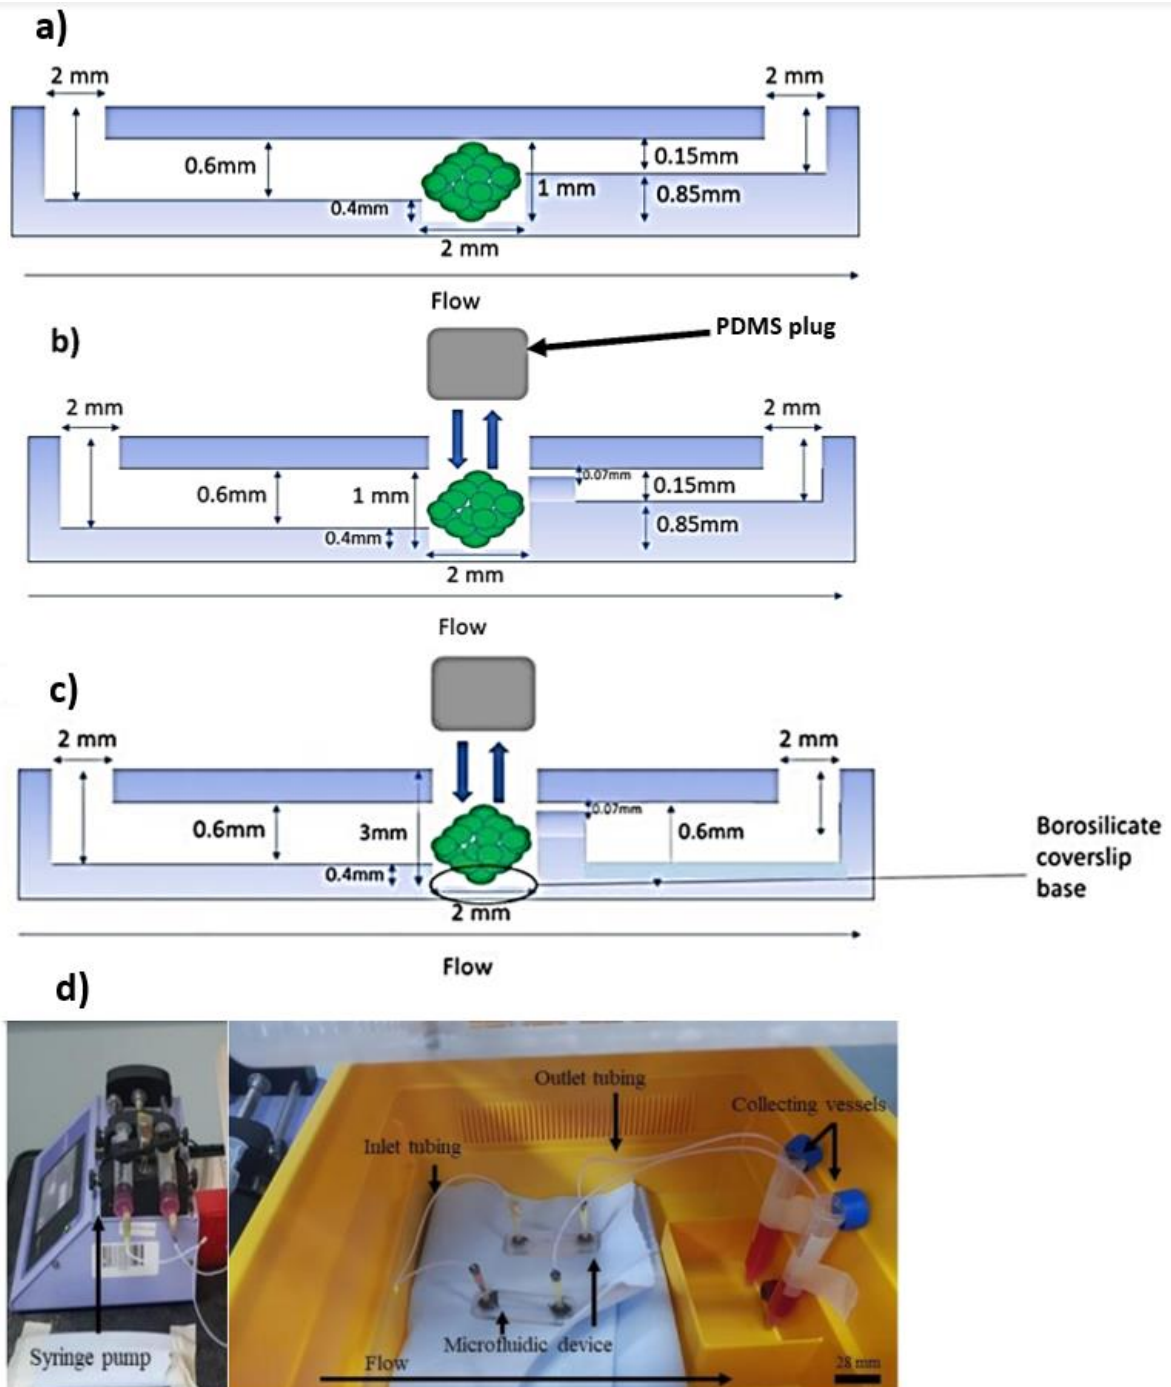 a)
2 mm
2 mm
0.6mm
0.15mm
1 mm
0.85mm
0.4mm
2 mm
Flow
b)
PDMS plug
2 mm
2 mm
0.07mm
0.6mm
1 mm
0.15mm
0.4mm
0.85mm
2 mm
Flow
c)
2 mm
2 mm
0.07mm
0.6mm
3mm
0.6mm
Borosilicate
coverslip
base
0.4mm
2 mm
Flow
d)
Outlet tubing
Collecting vessels
Inlet tubing
Microfluidic device
Syringe pump
Flow
28 mm